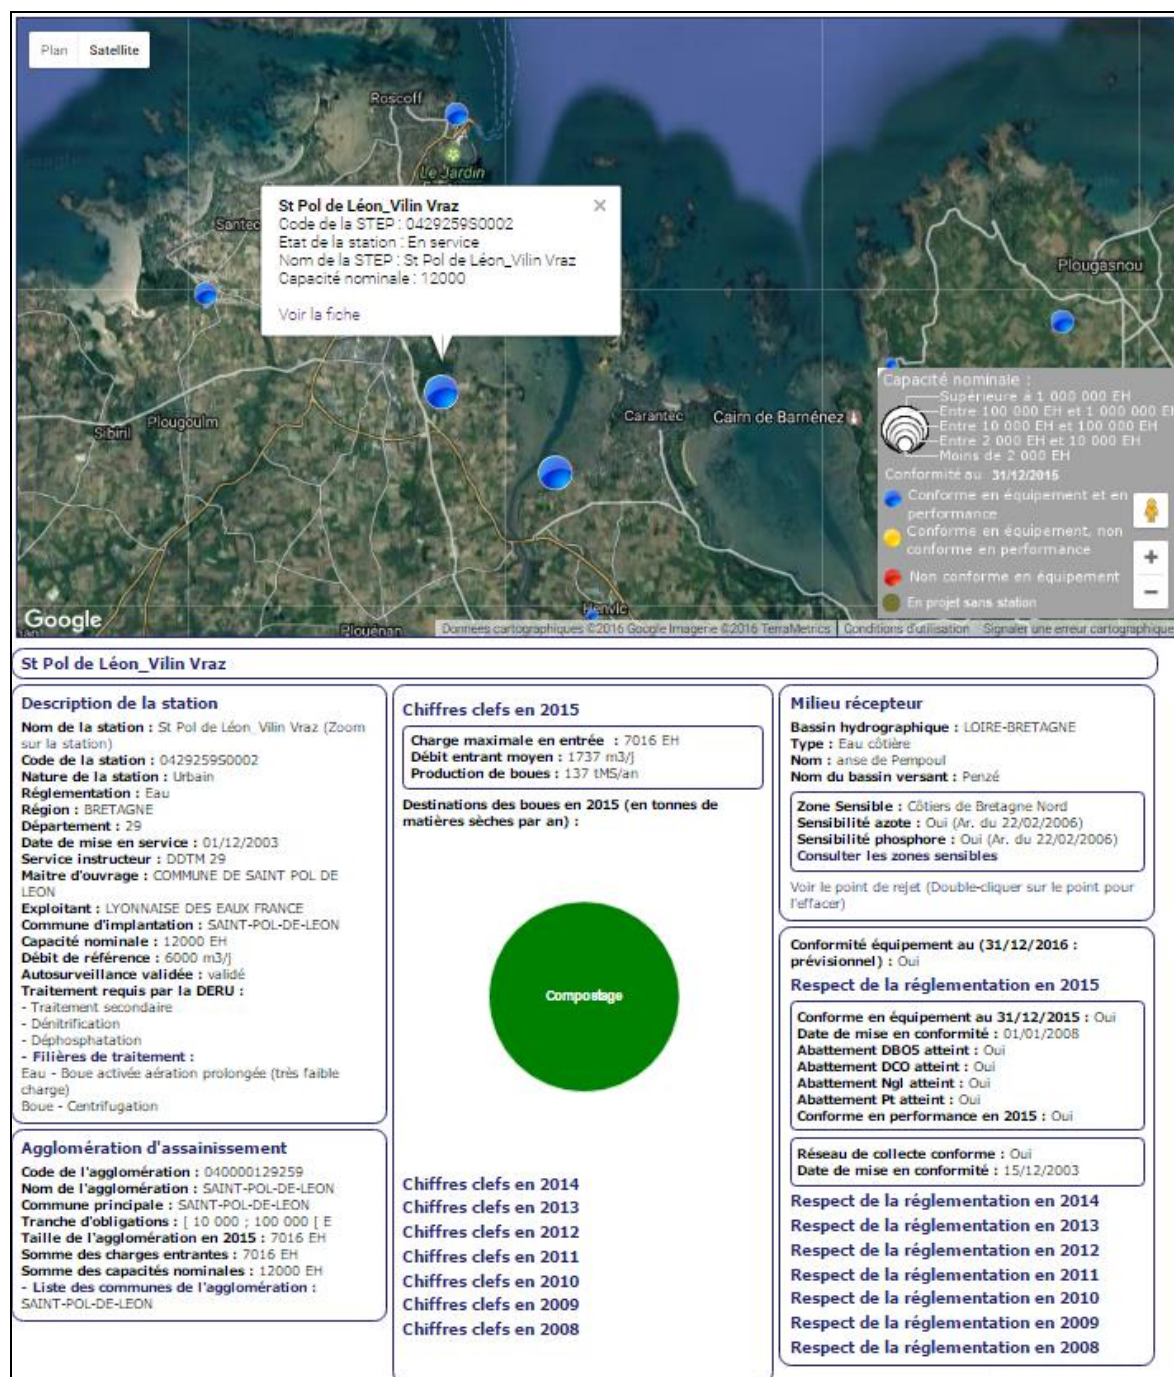 Plan Satellite
Roscoff
Le Jardin
Santec
St Pol de Léon_Vilin Vraz
Code de la STEP : 0429259S0002
Etat de la station : En service
Nom de la STEP : St Pol de Léon_Vilin Vraz
Capacité nominale : 12000
Voir la fiche
Plougasnou
Sibiril
Plougoulm
Carantec
Cairn de Barnénez
Capacité nominale :
Supérieure à 1 000 000 EH
Entre 100 000 EH et 1 000 000 EH
Entre 10 000 EH et 100 000 EH
Entre 2 000 EH et 10 000 EH
Moins de 2 000 EH
Conformité au 31/12/2015
Conforme en équipement et en
performance
Conforme en équipement, non
conforme en performance
Non conforme en équipement
En projet sans station
Henvic
Plouénan
Google
Données cartographiques ©2016 Google Imagerie ©2016 TerraMetrics
Conditions d'utilisation
Signaler une erreur cartographique
St Pol de Léon_Vilin Vraz
Description de la station
Nom de la station : St Pol de Léon_Vilin Vraz (Zoom
sur la station)
Code de la station : 0429259S0002
Nature de la station : Urbain
Réglementation : Eau
Région : BRETAGNE
Département : 29
Date de mise en service : 01/12/2003
Service instructeur : DDTM 29
Maitre d'ouvrage : COMMUNE DE SAINT POL DE
LEON
Exploitant : LYONNAISE DES EAUX FRANCE
Commune d'implantation : SAINT-POL-DE-LEON
Capacité nominale : 12000 EH
Débit de référence : 6000 m3/j
Autosurveillance validée : validé
Traitement requis par la DERU :
- Traitement secondaire
- Dénitrification
- Déphosphatation
- Filières de traitement :
Eau - Boue activée aération prolongée (très faible
charge)
Boue - Centrifugation
Agglomération d'assainissement
Code de l'agglomération : 040000129259
Nom de l'agglomération : SAINT-POL-DE-LEON
Commune principale : SAINT-POL-DE-LEON
Tranche d'obligations : [ 10 000 ; 100 000 [ E
Taille de l'agglomération en 2015 : 7016 EH
Somme des charges entrantes : 7016 EH
Somme des capacités nominales : 12000 EH
- Liste des communes de l'agglomération :
SAINT-POL-DE-LEON
Chiffres clefs en 2015
Charge maximale en entrée : 7016 EH
Débit entrant moyen : 1737 m3/j
Production de boues : 137 tMS/an
Destinations des boues en 2015 (en tonnes de
matières sèches par an) :
Compostage
Chiffres clefs en 2014
Chiffres clefs en 2013
Chiffres clefs en 2012
Chiffres clefs en 2011
Chiffres clefs en 2010
Chiffres clefs en 2009
Chiffres clefs en 2008
Milieu récepteur
Bassin hydrographique : LOIRE-BRETAGNE
Type : Eau côtière
Nom : anse de Pempoul
Nom du bassin versant : Penzé
Zone Sensible : Côtiers de Bretagne Nord
Sensibilité azote : Oui (Ar. du 22/02/2006)
Sensibilité phosphore : Oui (Ar. du 22/02/2006)
Consulter les zones sensibles
Voir le point de rejet (Double-cliquer sur le point pour
l'effacer)
Conformité équipement au (31/12/2016 :
prévisionnel) : Oui
Respect de la réglementation en 2015
Conforme en équipement au 31/12/2015 : Oui
Date de mise en conformité : 01/01/2008
Abattement DBO5 atteint : Oui
Abattement DCO atteint : Oui
Abattement Ngl atteint : Oui
Abattement Pt atteint : Oui
Conforme en performance en 2015 : Oui
Réseau de collecte conforme : Oui
Date de mise en conformité : 15/12/2003
Respect de la réglementation en 2014
Respect de la réglementation en 2013
Respect de la réglementation en 2012
Respect de la réglementation en 2011
Respect de la réglementation en 2010
Respect de la réglementation en 2009
Respect de la réglementation en 2008